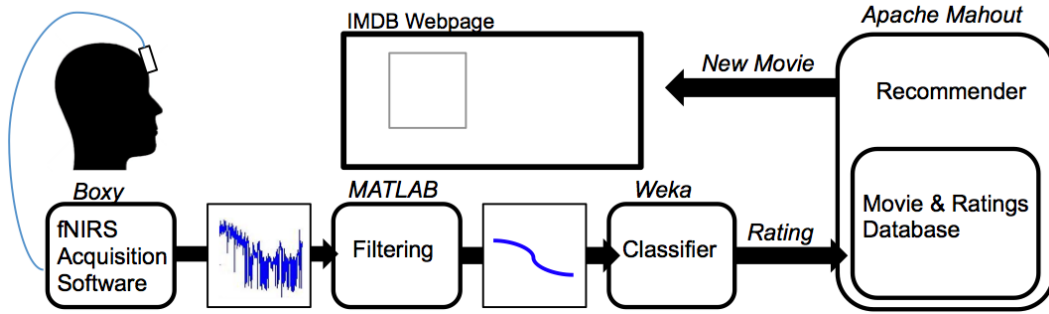 IMDB Webpage
Apache Mahout
New Movie
Recommender
Boxy
MATLAB
Weka
fNIRS
Acquisition
Software
Filtering
Classifier
Rating
Movie & Ratings
Database